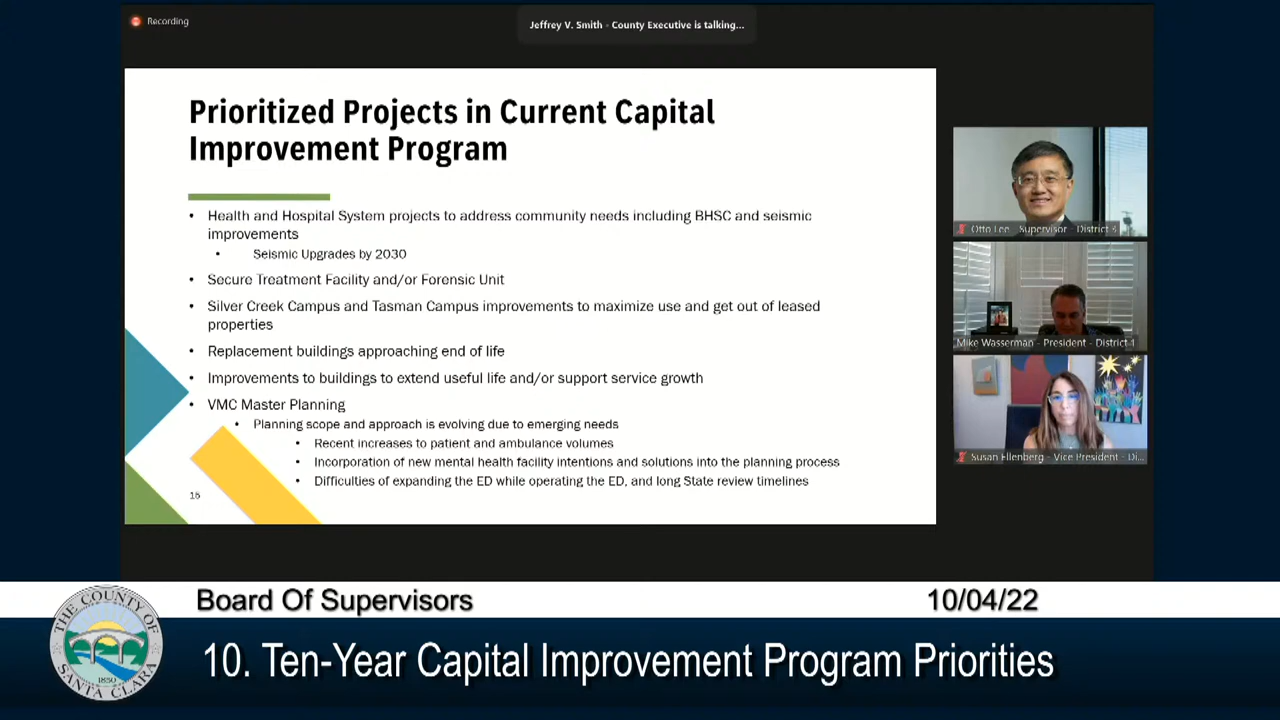 Recording
Jeffrey V. Smith - County Executive is talking...
Prioritized Projects in Current Capital
Improvement Program
• Health and Hospital System projects to address community needs including BHSC and seismic
improvements
• Seismic Upgrades by 2030
• Secure Treatment Facility and/or Forensic Unit
• Silver Creek Campus and Tasman Campus improvements to maximize use and get out of leased
properties
• Replacement buildings approaching end of life
• Improvements to buildings to extend useful life and/or support service growth
• VMC Master Planning
• Planning scope and approach is evolving due to emerging needs
• Recent increases to patient and ambulance volumes
• Incorporation of new mental health facility intentions and solutions into the planning process
• Difficulties of expanding the ED while operating the ED, and long State review timelines
16
Otto Lee - Supervisor - District 3
Mike Wasserman - President - District 1
Susan Ellenberg - Vice President - Di...
THE COUNTY OF
SANTA CLARA
1850
Board Of Supervisors
10/04/22
10. Ten-Year Capital Improvement Program Priorities